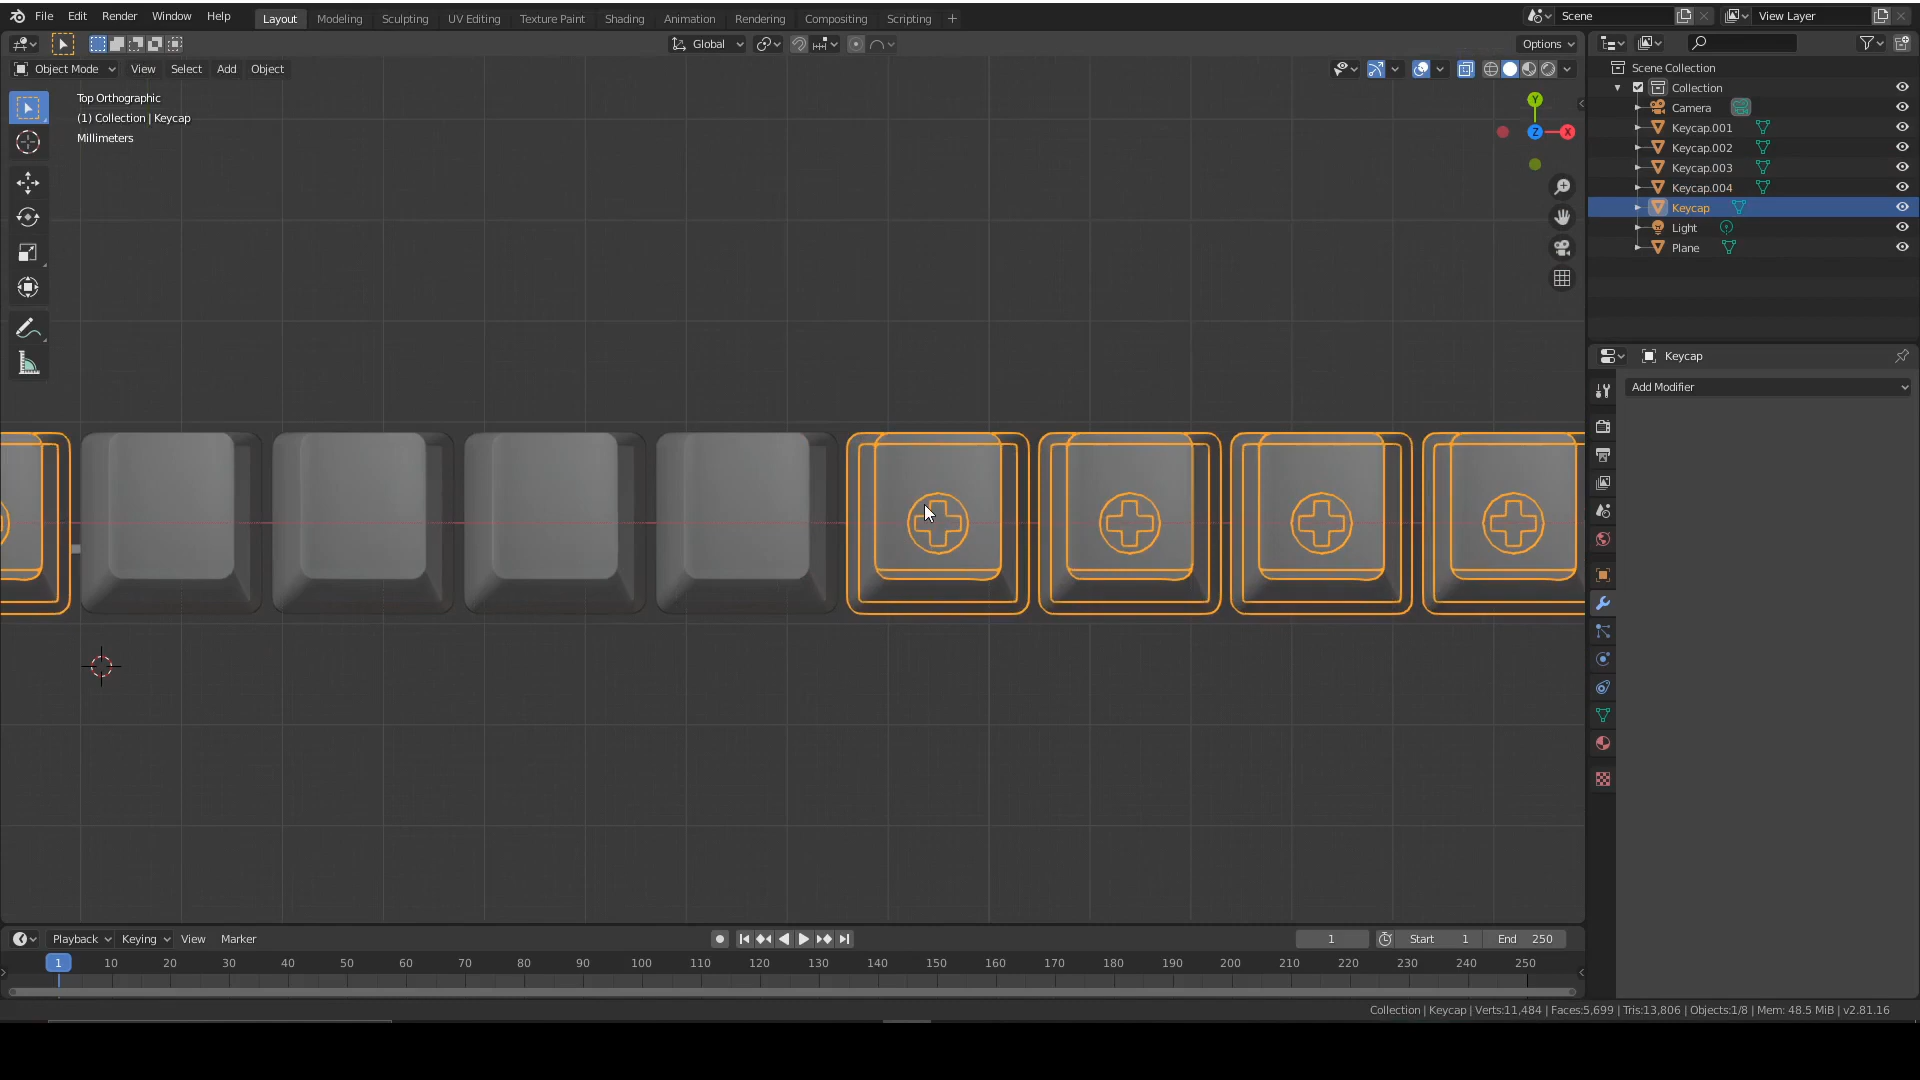 File Edit Render Window Help Layout Modeling Sculpting UV Editing Texture Paint Shading Animation Rendering Compositing Scripting + Scene View Layer
Global Options
Object Mode View Select Add Object
Top Orthographic
(1) Collection | Keycap
Millimeters
Y
Z
X
Scene Collection
Collection
Camera
Keycap.001
Keycap.002
Keycap.003
Keycap.004
Keycap
Light
Plane
Keycap
Add Modifier
Playback Keying View Marker 1 Start 1 End 250
1 10 20 30 40 50 60 70 80 90 100 110 120 130 140 150 160 170 180 190 200 210 220 230 240 250
Collection | Keycap | Verts:11,484 | Faces:5,699 | Tris:13,806 | Objects:1/8 | Mem: 48.5 MiB | v2.81.16